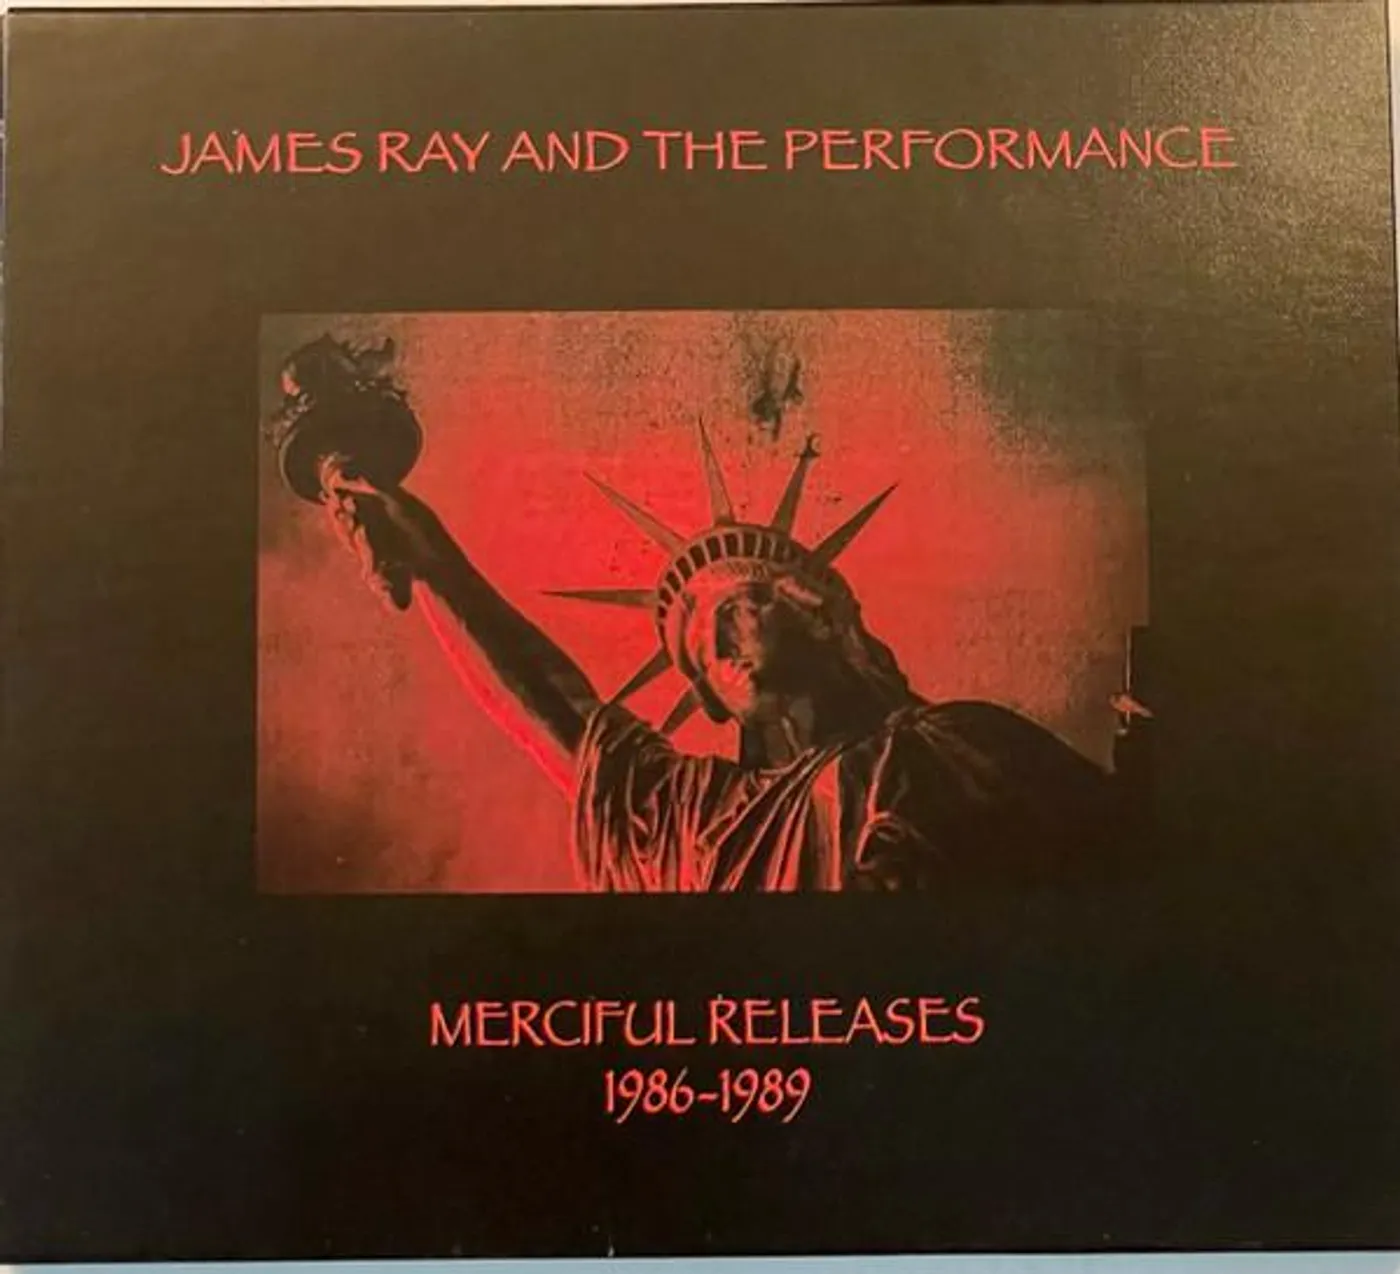 JAMES RAY AND THE PERFORMANCE
MERCIFUL RELEASES
1986-1989